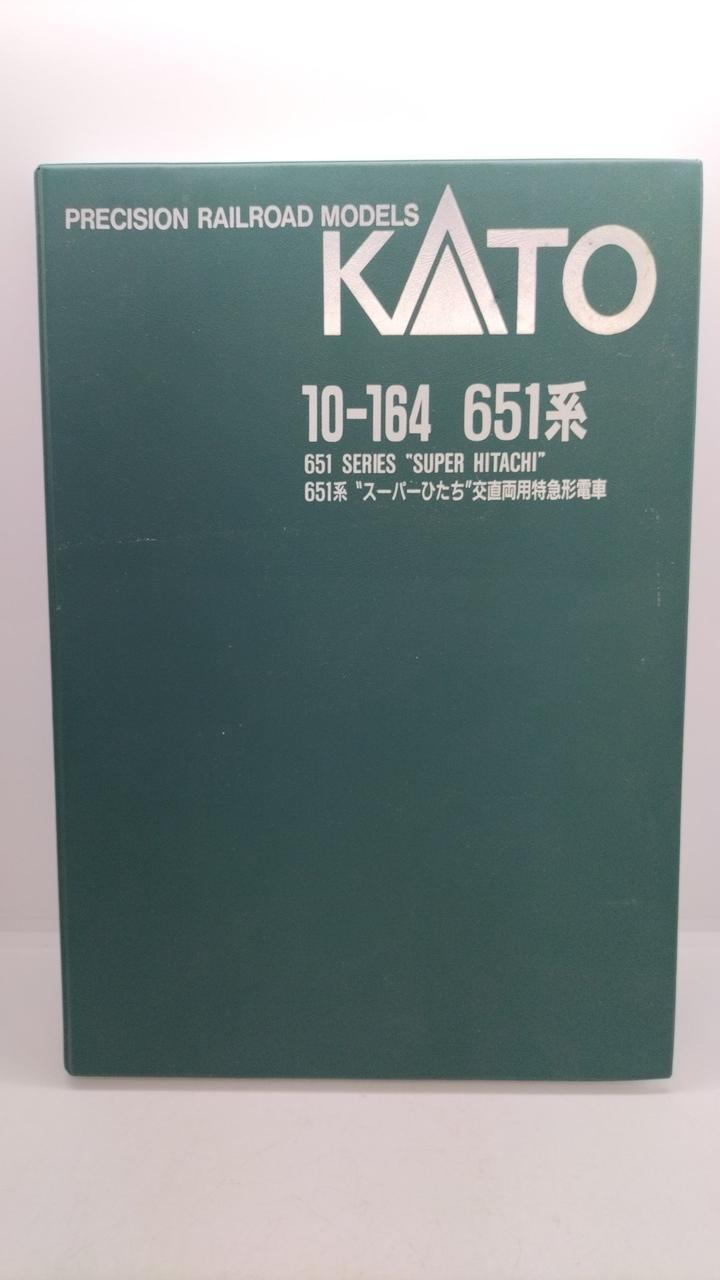 PRECISION RAILROAD MODELS
KATO
10-164 651系
651 SERIES "SUPER HITACHI"
651系 "スーパーひたち"交直両用特急形電車